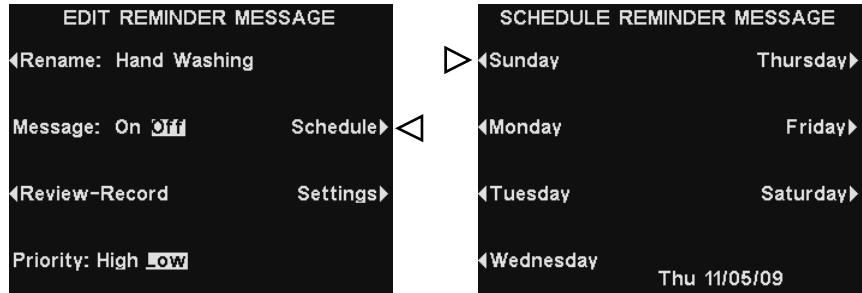 EDIT REMINDER MESSAGE
Rename: Hand Washing
Message: On Off Schedule
Review-Record Settings
Priority: High Low
SCHEDULE REMINDER MESSAGE
Sunday Thursday
Monday Friday
Tuesday Saturday
Wednesday
Thu 11/05/09